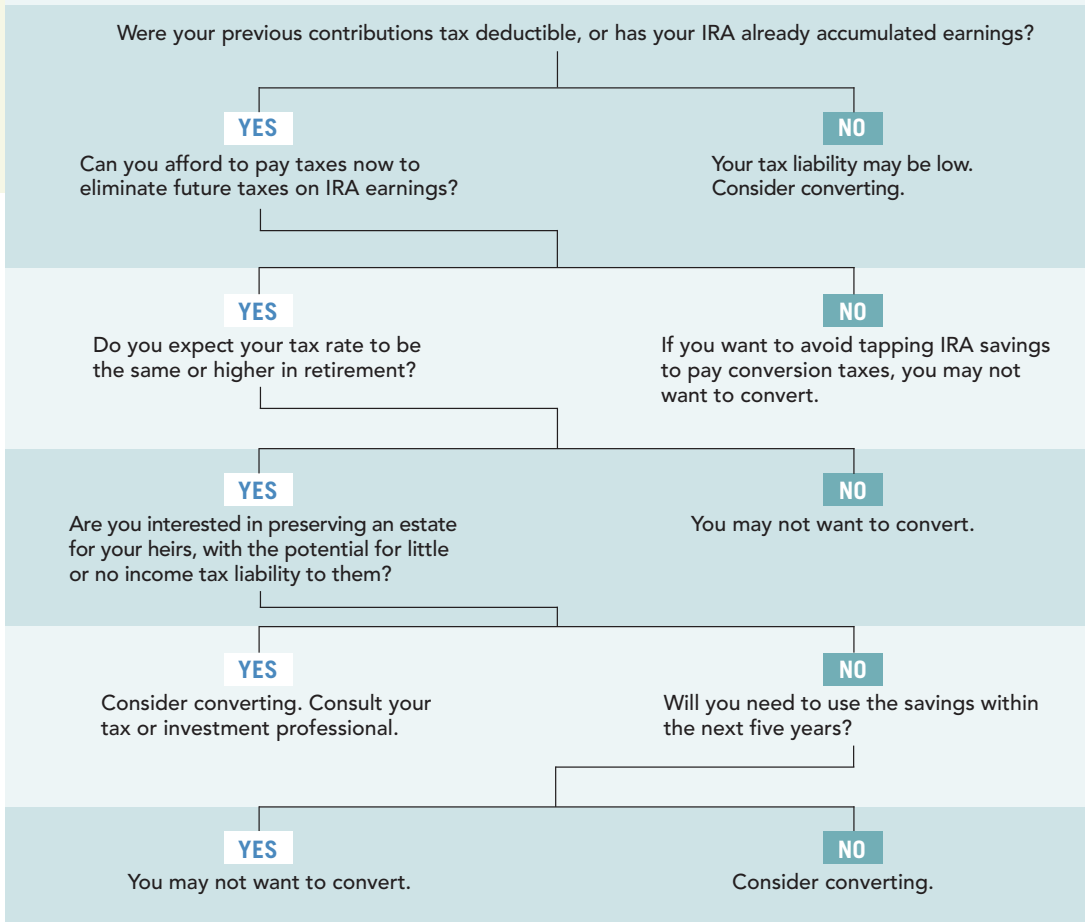 Were your previous contributions tax deductible, or has your IRA already accumulated earnings?
YES
Can you afford to pay taxes now to
eliminate future taxes on IRA earnings?
NO
Your tax liability may be low.
Consider converting.
YES
Do you expect your tax rate to be
the same or higher in retirement?
NO
If you want to avoid tapping IRA savings
to pay conversion taxes, you may not
want to convert.
YES
Are you interested in preserving an estate
for your heirs, with the potential for little
or no income tax liability to them?
NO
You may not want to convert.
YES
Consider converting. Consult your
tax or investment professional.
NO
Will you need to use the savings within
the next five years?
YES
You may not want to convert.
NO
Consider converting.